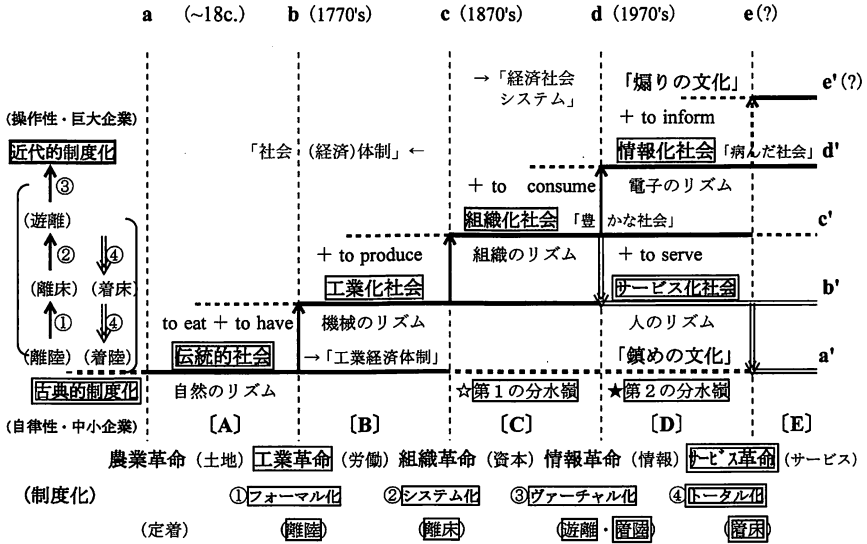 a (~18c.) b (1770's) c (1870's) d (1970's) e (?)
→「経済社会システム」 「煽りの文化」 e' (?)
(操作性・巨大企業) + to inform
近代的制度化 「社会 (経済)体制」← 情報化社会 「病んだ社会」 d'
③ + to consume 電子のリズム
(遊離) 組織化社会 「豊かな社会」 c'
② ④ + to produce 組織のリズム + to serve
(離床) (着床) 工業化社会 サービス化社会 b'
① ④ to eat + to have 機械のリズム 人のリズム
(離陸) (着陸) 伝統的社会 →「工業経済体制」 「鎮めの文化」 a'
古典的制度化 自然のリズム ☆第1の分水嶺 ★第2の分水嶺
(自律性・中小企業) 〔A〕 〔B〕 〔C〕 〔D〕 〔E〕
農業革命 (土地) 工業革命 (労働) 組織革命 (資本) 情報革命 (情報) サービス革命 (サービス)
(制度化) ①フォーマル化 ②システム化 ③ヴァーチャル化 ④トータル化
(定着) (離陸) (離床) (遊離・着陸) (着床)